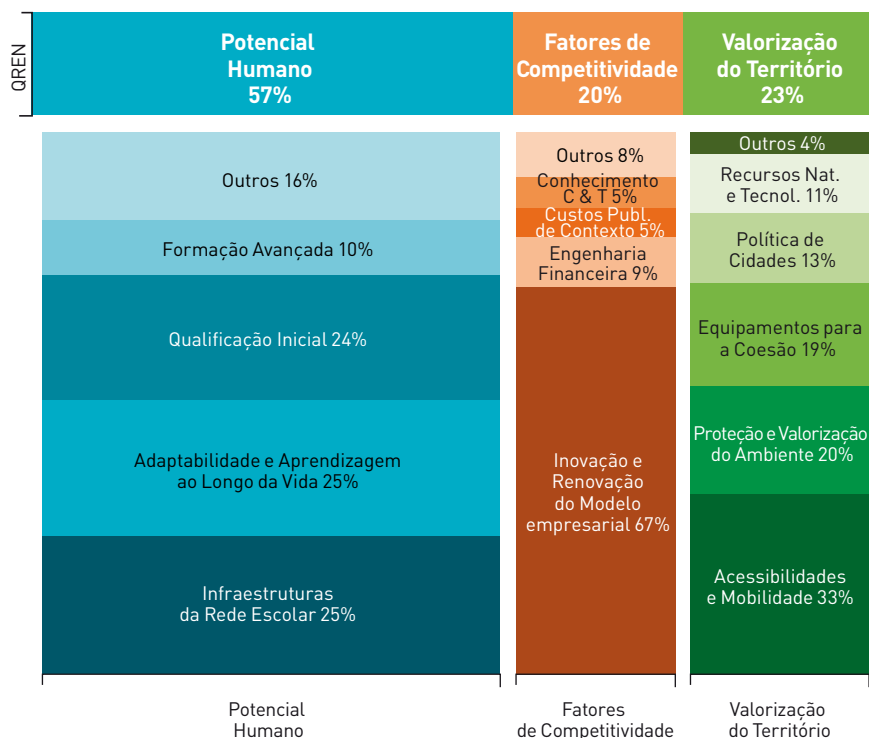 QREN
Potencial
Humano
57%
Fatores de
Competitividade
20%
Valorização
do Território
23%
Outros 16%
Formação Avançada 10%
Qualificação Inicial 24%
Adaptabilidade e Aprendizagem
ao Longo da Vida 25%
Infraestruturas
da Rede Escolar 25%
Outros 8%
Conhecimento
C & T 5%
Custos Publ.
de Contexto 5%
Engenharia
Financeira 9%
Inovação e
Renovação
do Modelo
empresarial 67%
Outros 4%
Recursos Nat.
e Tecnol. 11%
Política de
Cidades 13%
Equipamentos para
a Coesão 19%
Proteção e Valorização
do Ambiente 20%
Acessibilidades
e Mobilidade 33%
Potencial
Humano
Fatores
de Competitividade
Valorização
do Território